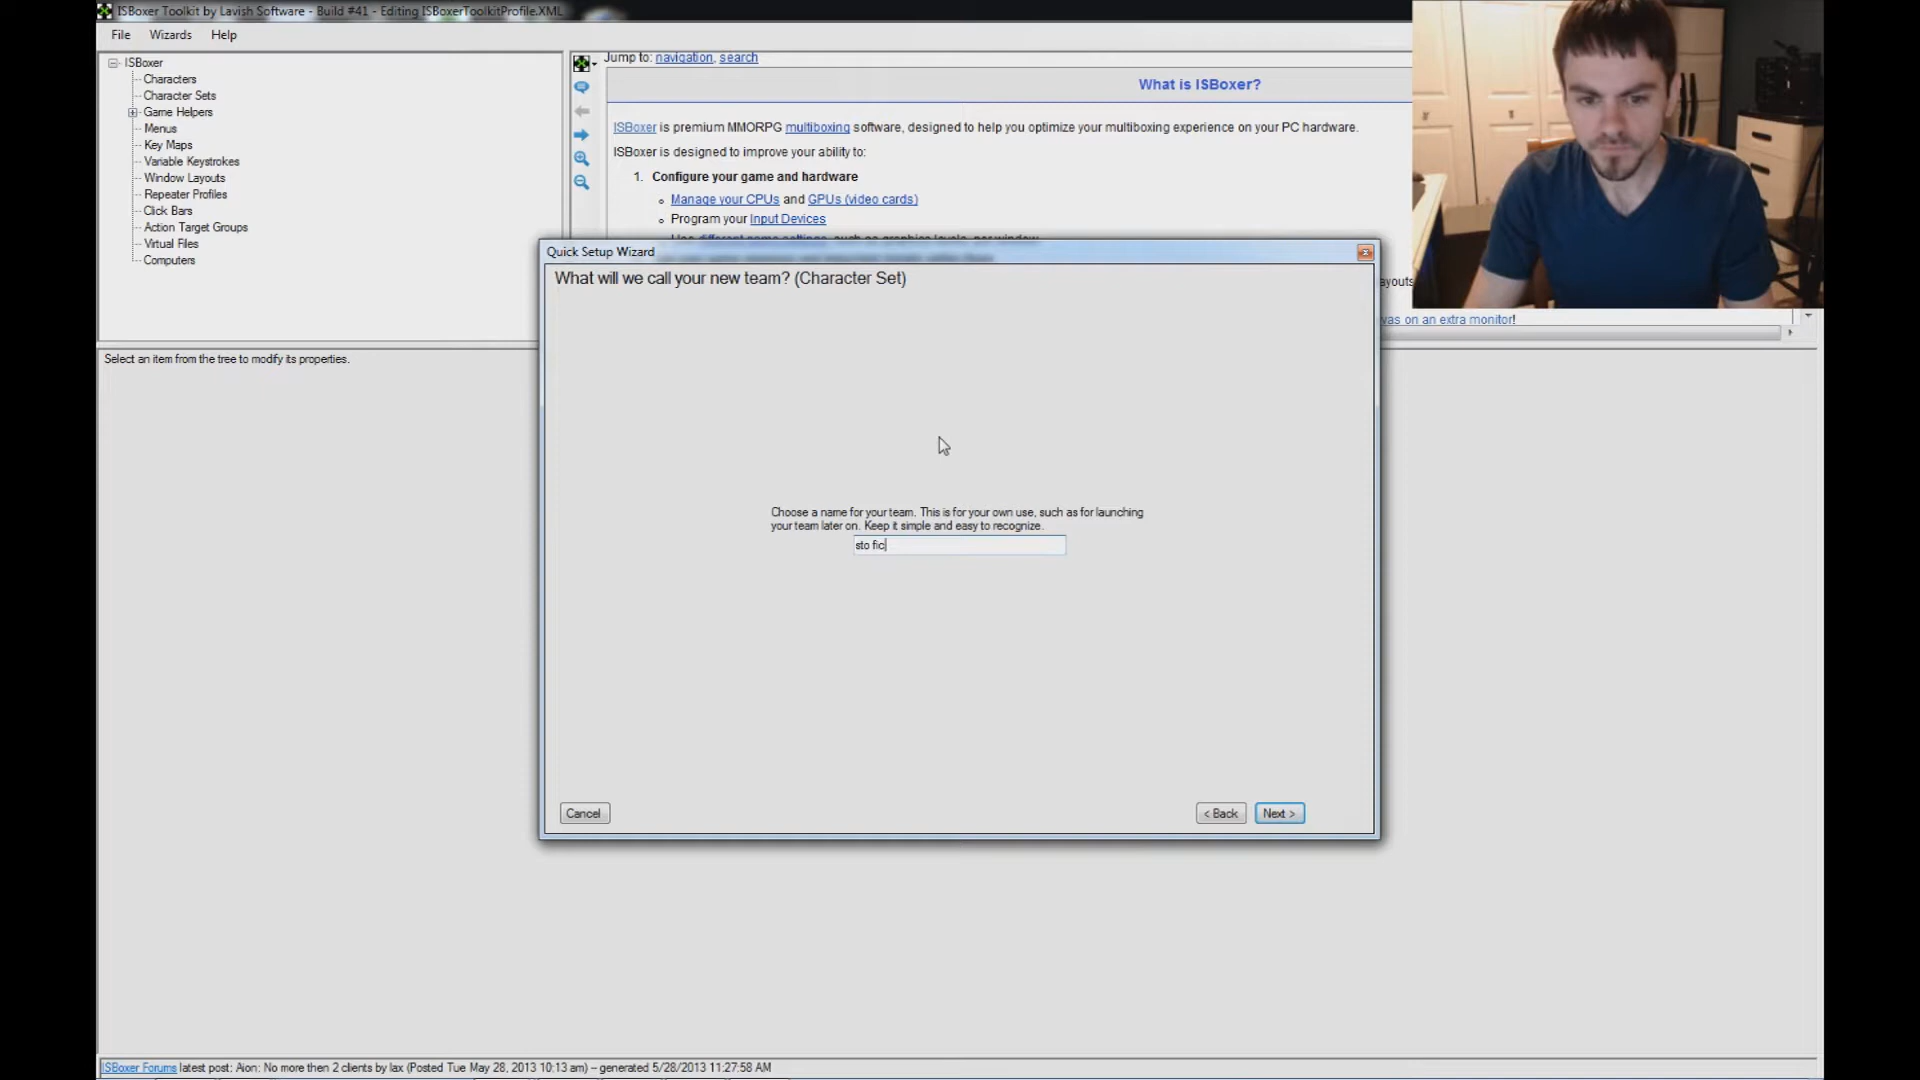 ISBoxer Toolkit by Lavish Software - Build #41 - Editing ISBoxerToolkitProfile.XML
File Wizards Help
ISBoxer
Characters
Character Sets
Game Helpers
Menus
Key Maps
Variable Keystrokes
Window Layouts
Repeater Profiles
Click Bars
Action Target Groups
Virtual Files
Computers
Jump to: navigation, search
What is ISBoxer?
ISBoxer is premium MMORPG multiboxing software, designed to help you optimize your multiboxing experience on your PC hardware.
ISBoxer is designed to improve your ability to:
1. Configure your game and hardware
Manage your CPUs and GPUs (video cards)
Program your Input Devices
ayouts
vas on an extra monitor!
Select an item from the tree to modify its properties.
Quick Setup Wizard
What will we call your new team? (Character Set)
Choose a name for your team. This is for your own use, such as for launching
your team later on. Keep it simple and easy to recognize.
sto fic
Cancel
< Back
Next >
ISBoxer Forums latest post: Aion: No more then 2 clients by lax (Posted Tue May 28, 2013 10:13 am) -- generated 5/28/2013 11:27:58 AM